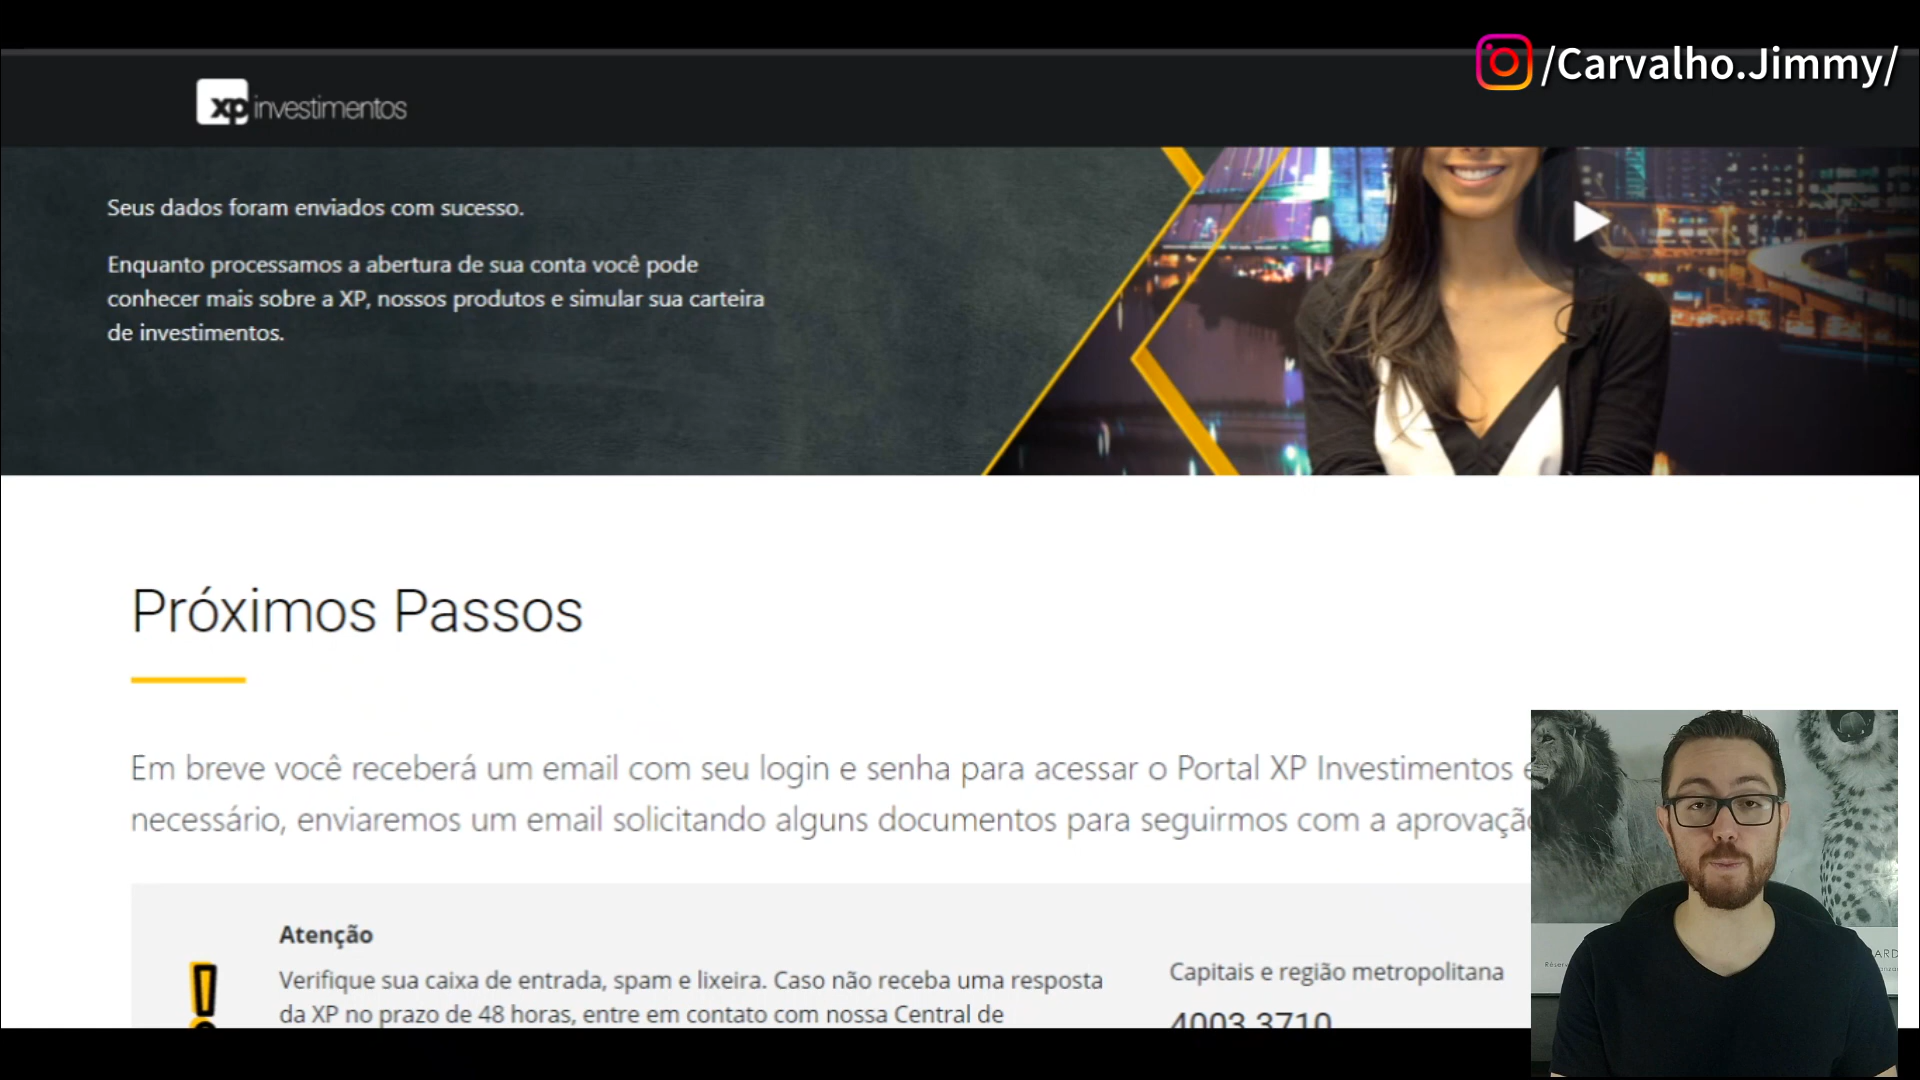 /Carvalho.Jimmy/
xp investimentos
Seus dados foram enviados com sucesso.
Enquanto processamos a abertura de sua conta você pode
conhecer mais sobre a XP, nossos produtos e simular sua carteira
de investimentos.
Próximos Passos
Em breve você receberá um email com seu login e senha para acessar o Portal XP Investimentos
necessário, enviaremos um email solicitando alguns documentos para seguirmos com a aprovação
Atenção
Verifique sua caixa de entrada, spam e lixeira. Caso não receba uma resposta
da XP no prazo de 48 horas, entre em contato com nossa Central de
Capitais e região metropolitana
4003 3710